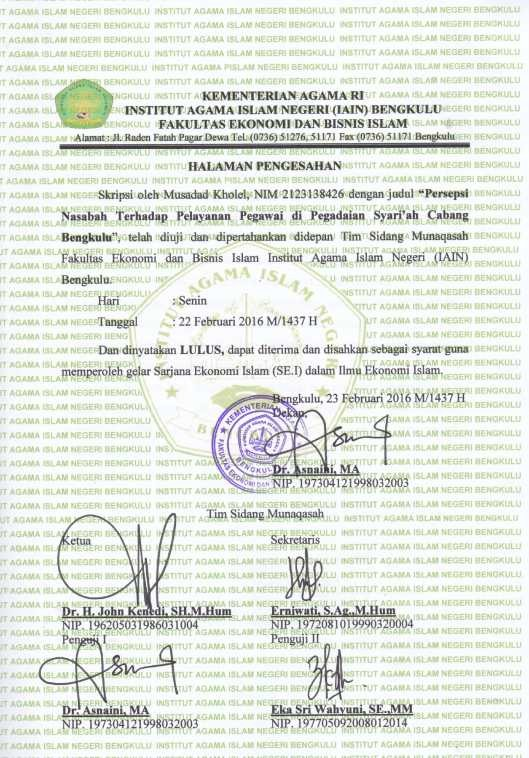 KEMENTERIAN AGAMA RI
INSTITUT AGAMA ISLAM NEGERI (IAIN) BENGKULU
FAKULTAS EKONOMI DAN BISNIS ISLAM
Alamat : Jl. Raden Fatah Pagar Dewa Tel. (0736) 51276, 51171 Fax (0736) 51171 Bengkulu
HALAMAN PENGESAHAN
Skripsi oleh Musadad Kholel, NIM 2123138426 dengan judul “Persepsi
Nasabah Terhadap Pelayanan Pegawai di Pegadaian Syari’ah Cabang
Bengkulu”, telah diuji dan dipertahankan didepan Tim Sidang Munaqasah
Fakultas Ekonomi dan Bisnis Islam Institut Agama Islam Negeri (IAIN)
Bengkulu.
Hari : Senin
Tanggal : 22 Februari 2016 M/1437 H
Dan dinyatakan LULUS, dapat diterima dan disahkan sebagai syarat guna
memperoleh gelar Sarjana Ekonomi Islam (SE.I) dalam Ilmu Ekonomi Islam.
Bengkulu, 23 Februari 2016 M/1437 H
Dekan,
Dr. Asnaini, MA
NIP. 197304121998032003
Tim Sidang Munaqasah
Ketua Sekretaris
Dr. H. John Kenedi, SH.M.Hum Erniwati, S.Ag.,M.Hum
NIP. 196205031986031004 NIP. 1972081019990320004
Penguji I Penguji II
Dr. Asnaini, MA Eka Sri Wahyuni, SE.,MM
NIP. 197304121998032003 NIP. 197705092008012014